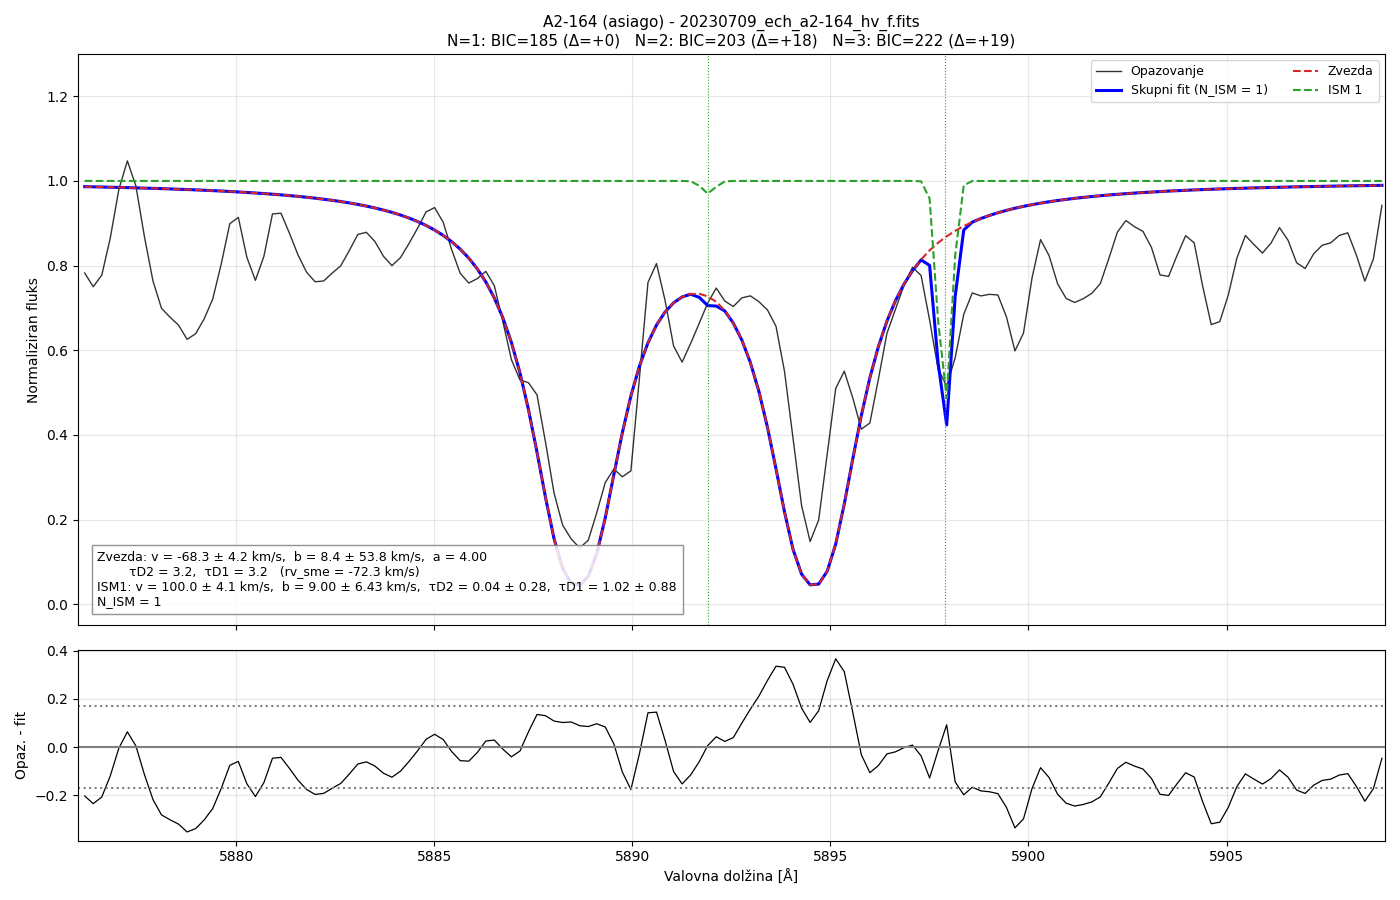 A2-164 (asiago) - 20230709_ech_a2-164_hv_f.fits
N=1: BIC=185 (Δ=+0)   N=2: BIC=203 (Δ=+18)   N=3: BIC=222 (Δ=+19)
Opazovanje
Skupni fit (N_ISM = 1)
Zvezda
ISM 1
Normaliziran fluks
1.2
1.0
0.8
0.6
0.4
0.2
0.0
Zvezda: v = -68.3 ± 4.2 km/s,  b = 8.4 ± 53.8 km/s,  a = 4.00
τD2 = 3.2,  τD1 = 3.2   (rv_sme = -72.3 km/s)
ISM1: v = 100.0 ± 4.1 km/s,  b = 9.00 ± 6.43 km/s,  τD2 = 0.04 ± 0.28,  τD1 = 1.02 ± 0.88
N_ISM = 1
Opaz. - fit
0.4
0.2
0.0
−0.2
5880
5885
5890
5895
5900
5905
Valovna dolžina [Å]